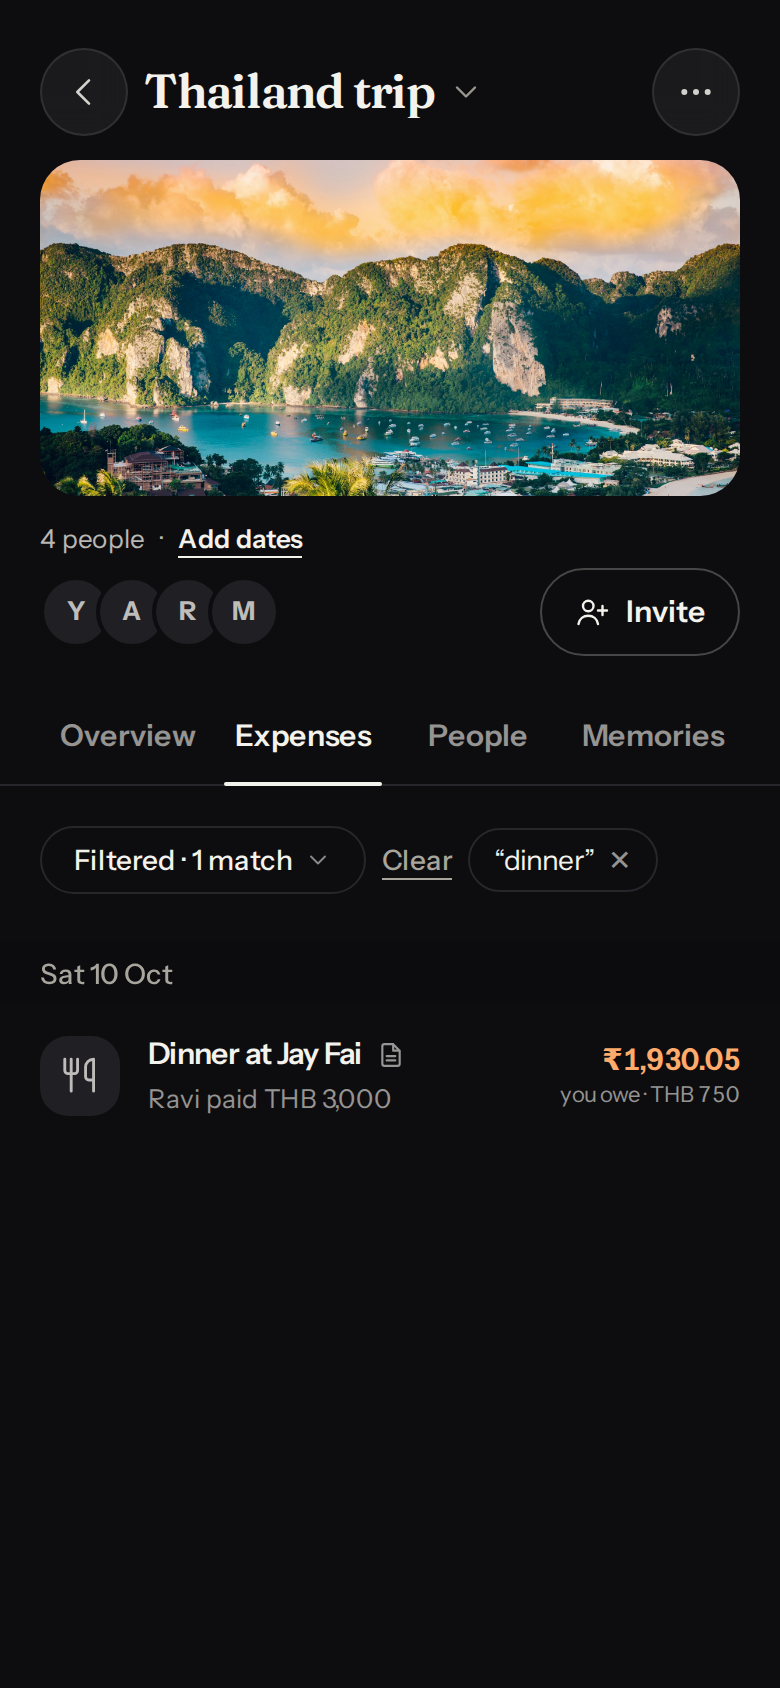 Thailand trip
4 people · Add dates
Y A R M
Invite
Overview Expenses People Memories
Filtered · 1 match Clear “dinner” ✕
Sat 10 Oct
Dinner at Jay Fai ₹1,930.05
Ravi paid THB 3,000 you owe · THB 750